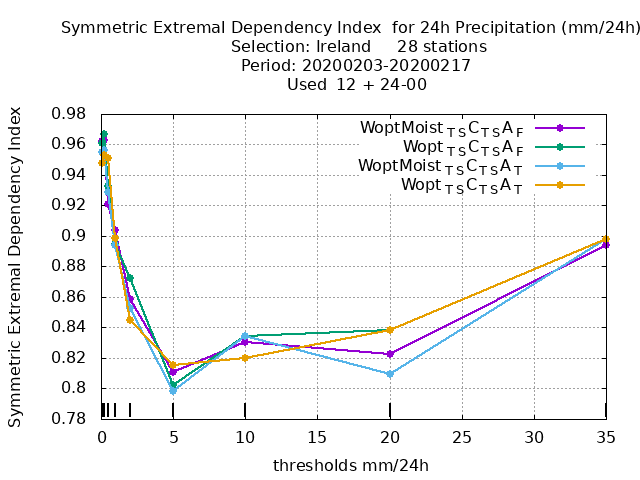 Symmetric Extremal Dependency Index  for 24h Precipitation (mm/24h)
Selection: Ireland     28 stations
Period: 20200203-20200217
Used  12 + 24-00
Symmetric Extremal Dependency Index
0.98
0.96
0.94
0.92
0.9
0.88
0.86
0.84
0.82
0.8
0.78
WoptMoist TS C TS A F
Wopt TS C TS A F
WoptMoist TS C TS A T
Wopt TS C TS A T
0 5 10 15 20 25 30 35
thresholds mm/24h